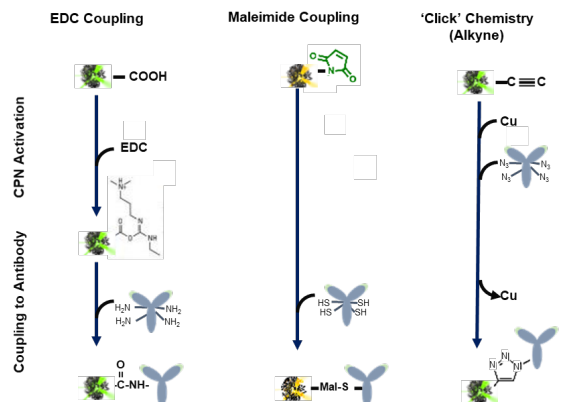 EDC Coupling
Maleimide Coupling
‘Click’ Chemistry
(Alkyne)
CPN Activation
Coupling to Antibody
COOH
EDC
H
N+
O
O
N
NH
H2N
NH2
H2N
NH2
O
C-NH-
O
N
O
HS
SH
HS
SH
Mal-S
C≡C
Cu
N3
N3
N3
N3
Cu
N
N
N